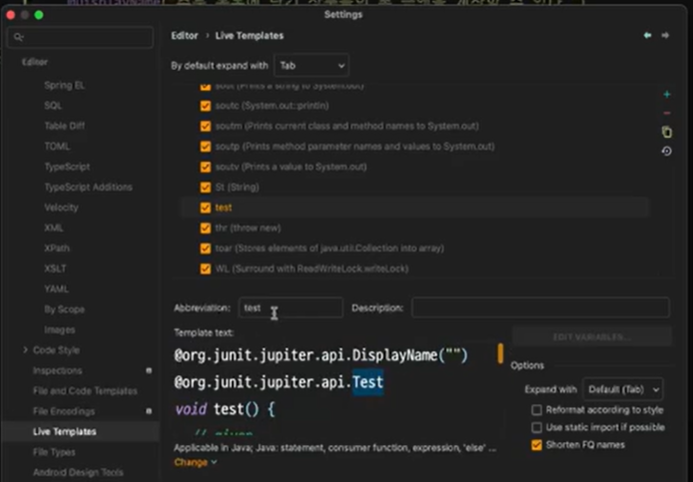 Settings
Editor › Live Templates
By default expand with Tab
Editor
Spring EL
SQL
Table Diff
TOML
TypeScript
TypeScript Additions
Velocity
XML
XPath
XSLT
YAML
By Scope
Images
Code Style
Inspections
File and Code Templates
File Encodings
Live Templates
File Types
Android Design Tools
sout (Prints a string to System.out)
soutc (System.out::println)
soutm (Prints current class and method names to System.out)
soutp (Prints method parameter names and values to System.out)
soutv (Prints a value to System.out)
St (String)
test
thr (throw new)
toar (Stores elements of java.util.Collection into array)
WL (Surround with ReadWriteLock.writeLock)
Abbreviation: test Description:
Template text:
@org.junit.jupiter.api.DisplayName("")
@org.junit.jupiter.api.Test
void test() {
// given
EDIT VARIABLES...
Options
Expand with Default (Tab)
Reformat according to style
Use static import if possible
Shorten FQ names
Applicable in Java; Java: statement, consumer function, expression, 'else' ...
Change